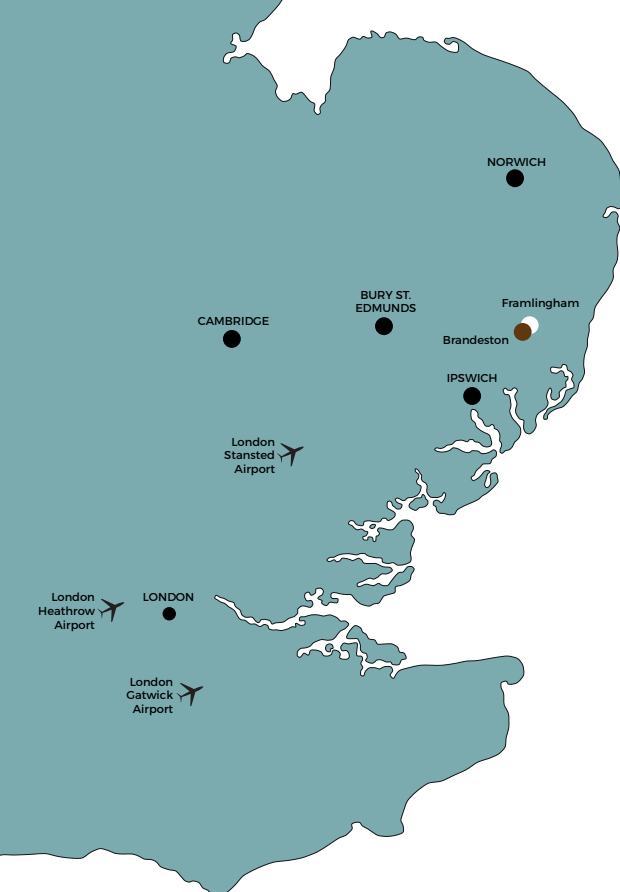 NORWICH
BURY ST.
EDMUNDS
Framlingham
CAMBRIDGE
Brandeston
IPSWICH
London
Stansted
Airport
London
Heathrow
Airport
LONDON
London
Gatwick
Airport